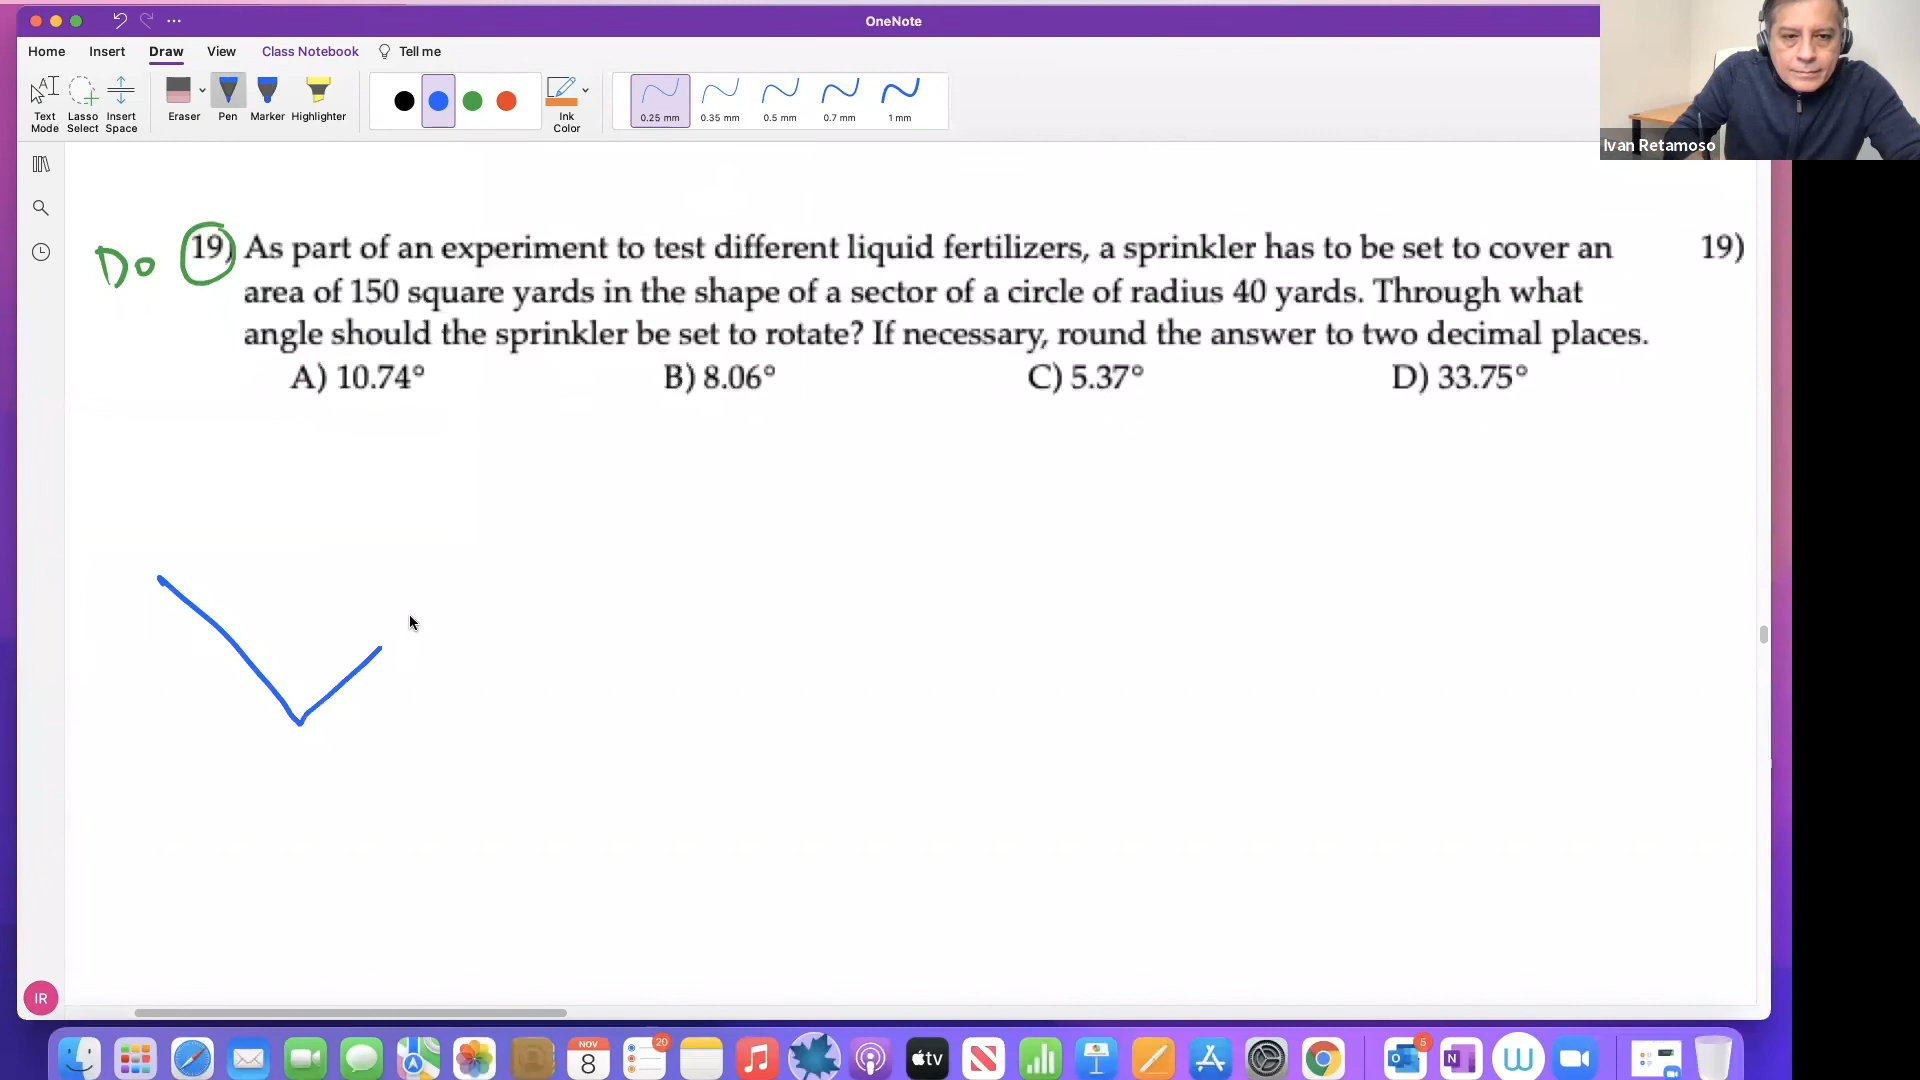 OneNote
Home Insert Draw View Class Notebook Tell me
Text Mode
Lasso Select
Insert Space
Eraser
Pen
Marker
Highlighter
Ink Color
0.25 mm
0.35 mm
0.5 mm
0.7 mm
1 mm
Ivan Retamoso
Do 19) As part of an experiment to test different liquid fertilizers, a sprinkler has to be set to cover an 19)
area of 150 square yards in the shape of a sector of a circle of radius 40 yards. Through what
angle should the sprinkler be set to rotate? If necessary, round the answer to two decimal places.
A) 10.74° B) 8.06° C) 5.37° D) 33.75°
IR
NOV
8
20
tv
5